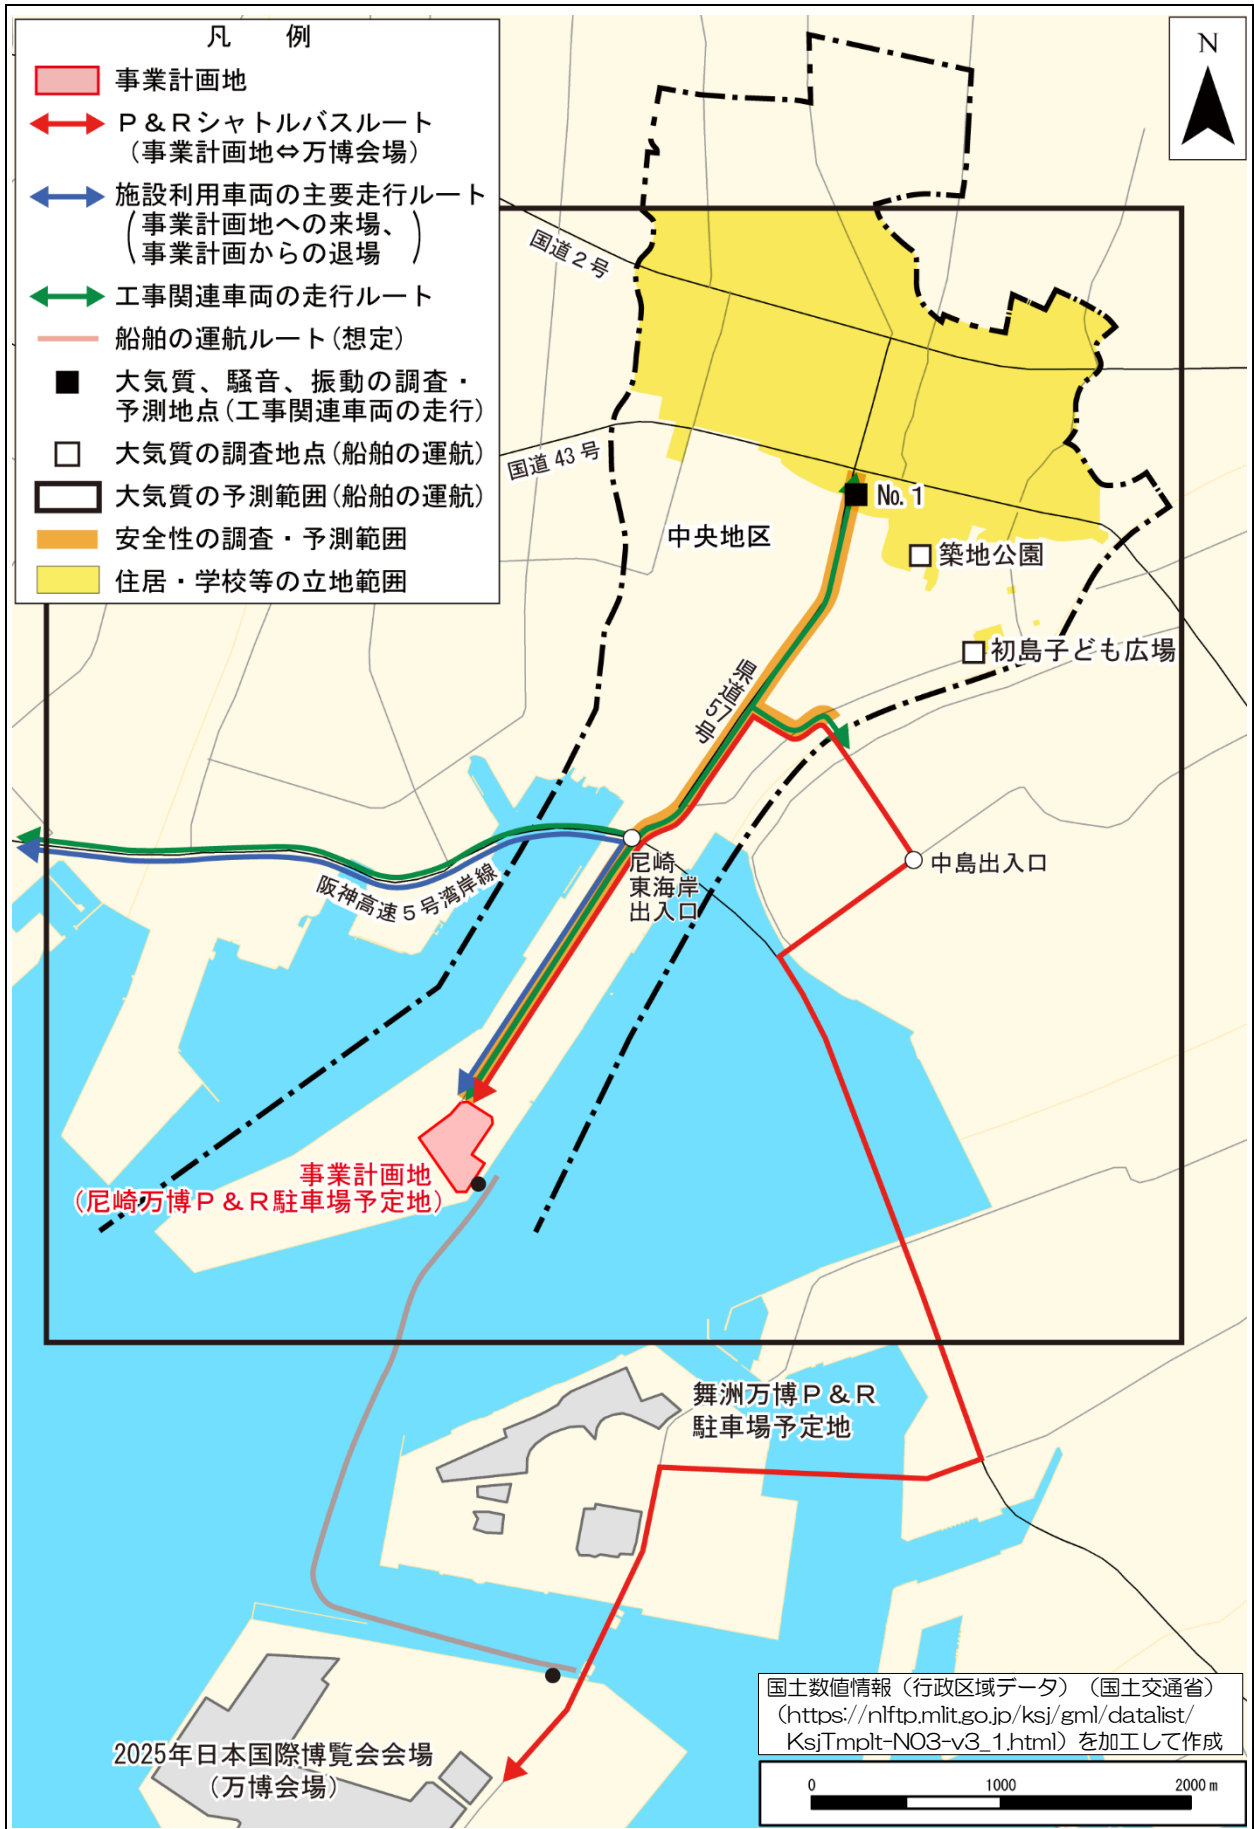 凡　例
事業計画地
Ｐ＆Ｒシャトルバスルート
（事業計画地⇔万博会場）
施設利用車両の主要走行ルート
（事業計画地への来場、
事業計画からの退場）
工事関連車両の走行ルート
船舶の運航ルート（想定）
大気質、騒音、振動の調査・
予測地点（工事関連車両の走行）
大気質の調査地点（船舶の運航）
大気質の予測範囲（船舶の運航）
安全性の調査・予測範囲
住居・学校等の立地範囲
N
国道２号
国道 43 号
No. 1
中央地区
築地公園
初島子ども広場
県道57号
尼崎
東海岸
出入口
中島出入口
阪神高速５号湾岸線
事業計画地
（尼崎万博Ｐ＆Ｒ駐車場予定地）
舞洲万博Ｐ＆Ｒ
駐車場予定地
2025年日本国際博覧会会場
（万博会場）
国土数値情報（行政区域データ）（国土交通省）
（https://nlftp.mlit.go.jp/ksj/gml/datalist/
KsjTmplt-N03-v3_1.html）を加工して作成
0 1000 2000 m